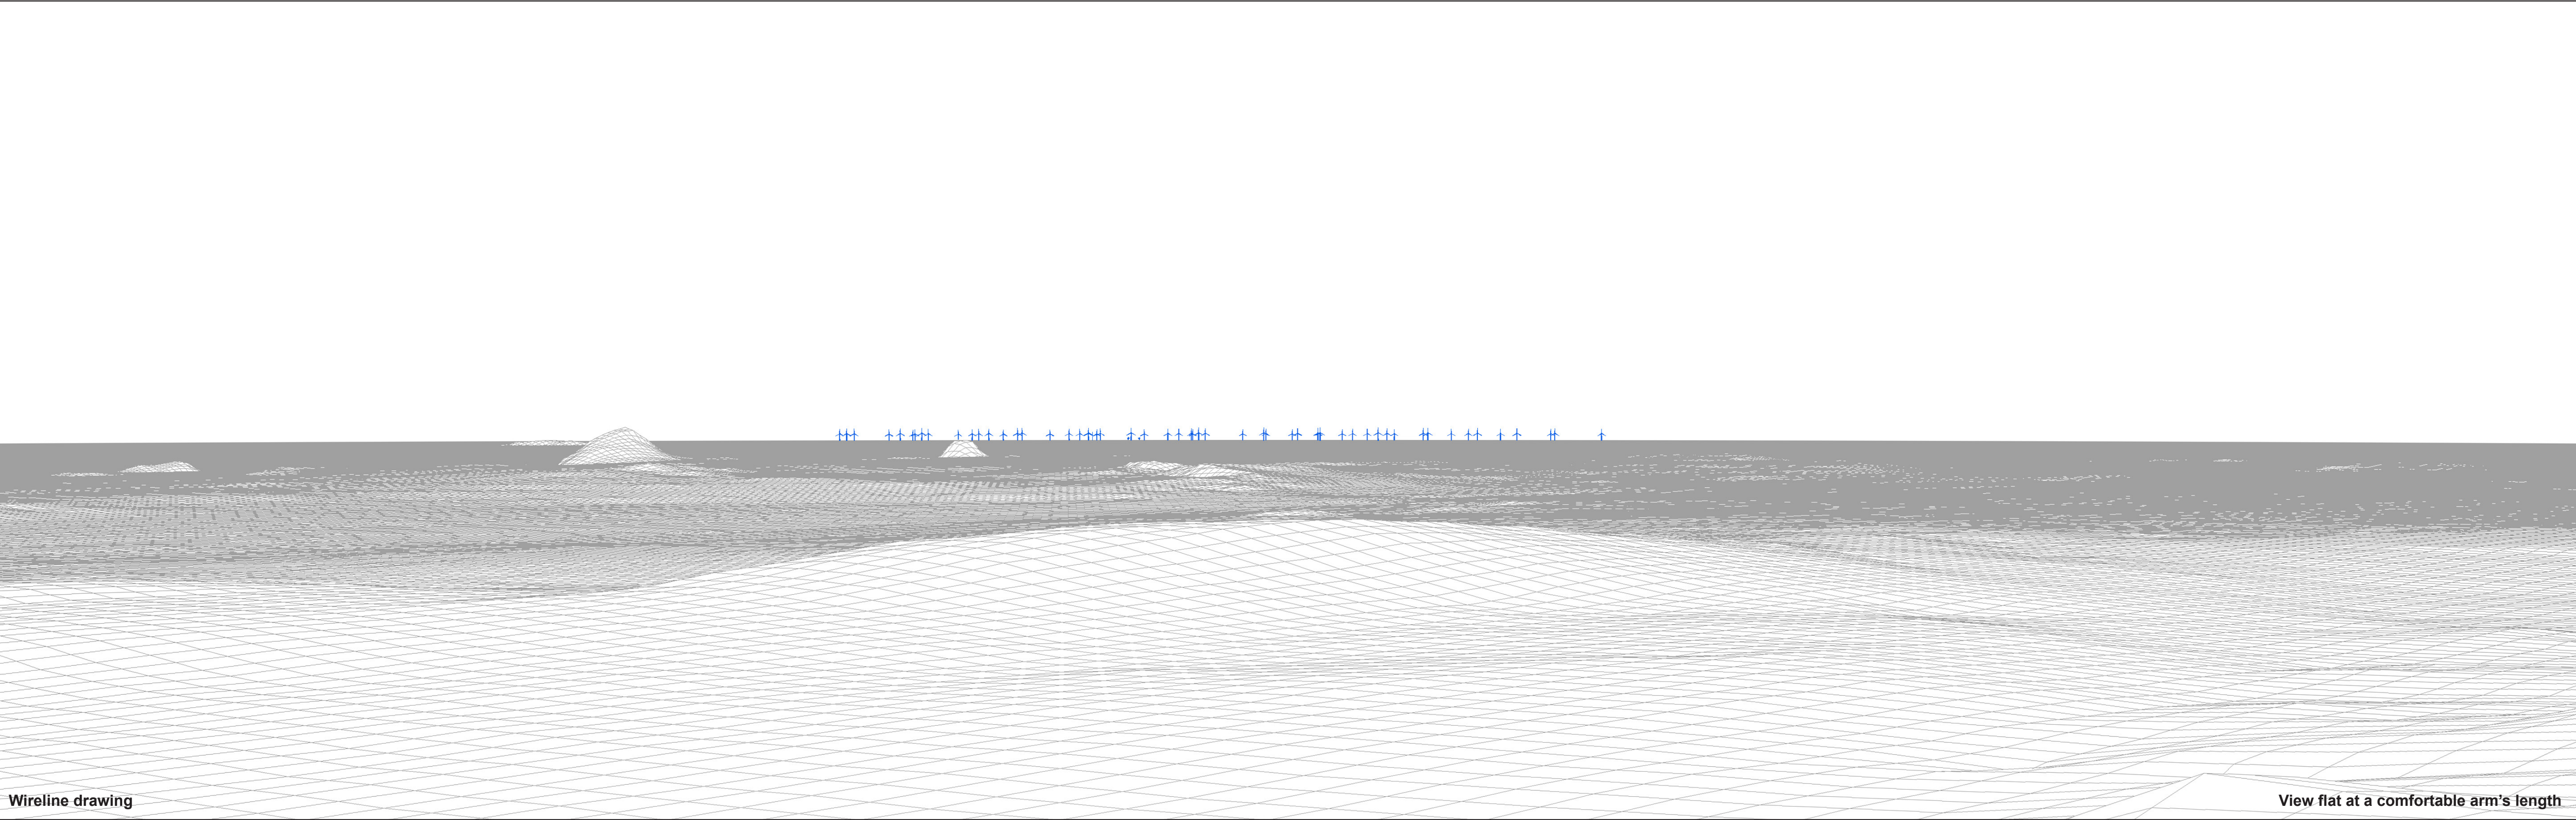 Wireline drawing
View flat at a comfortable arm's length